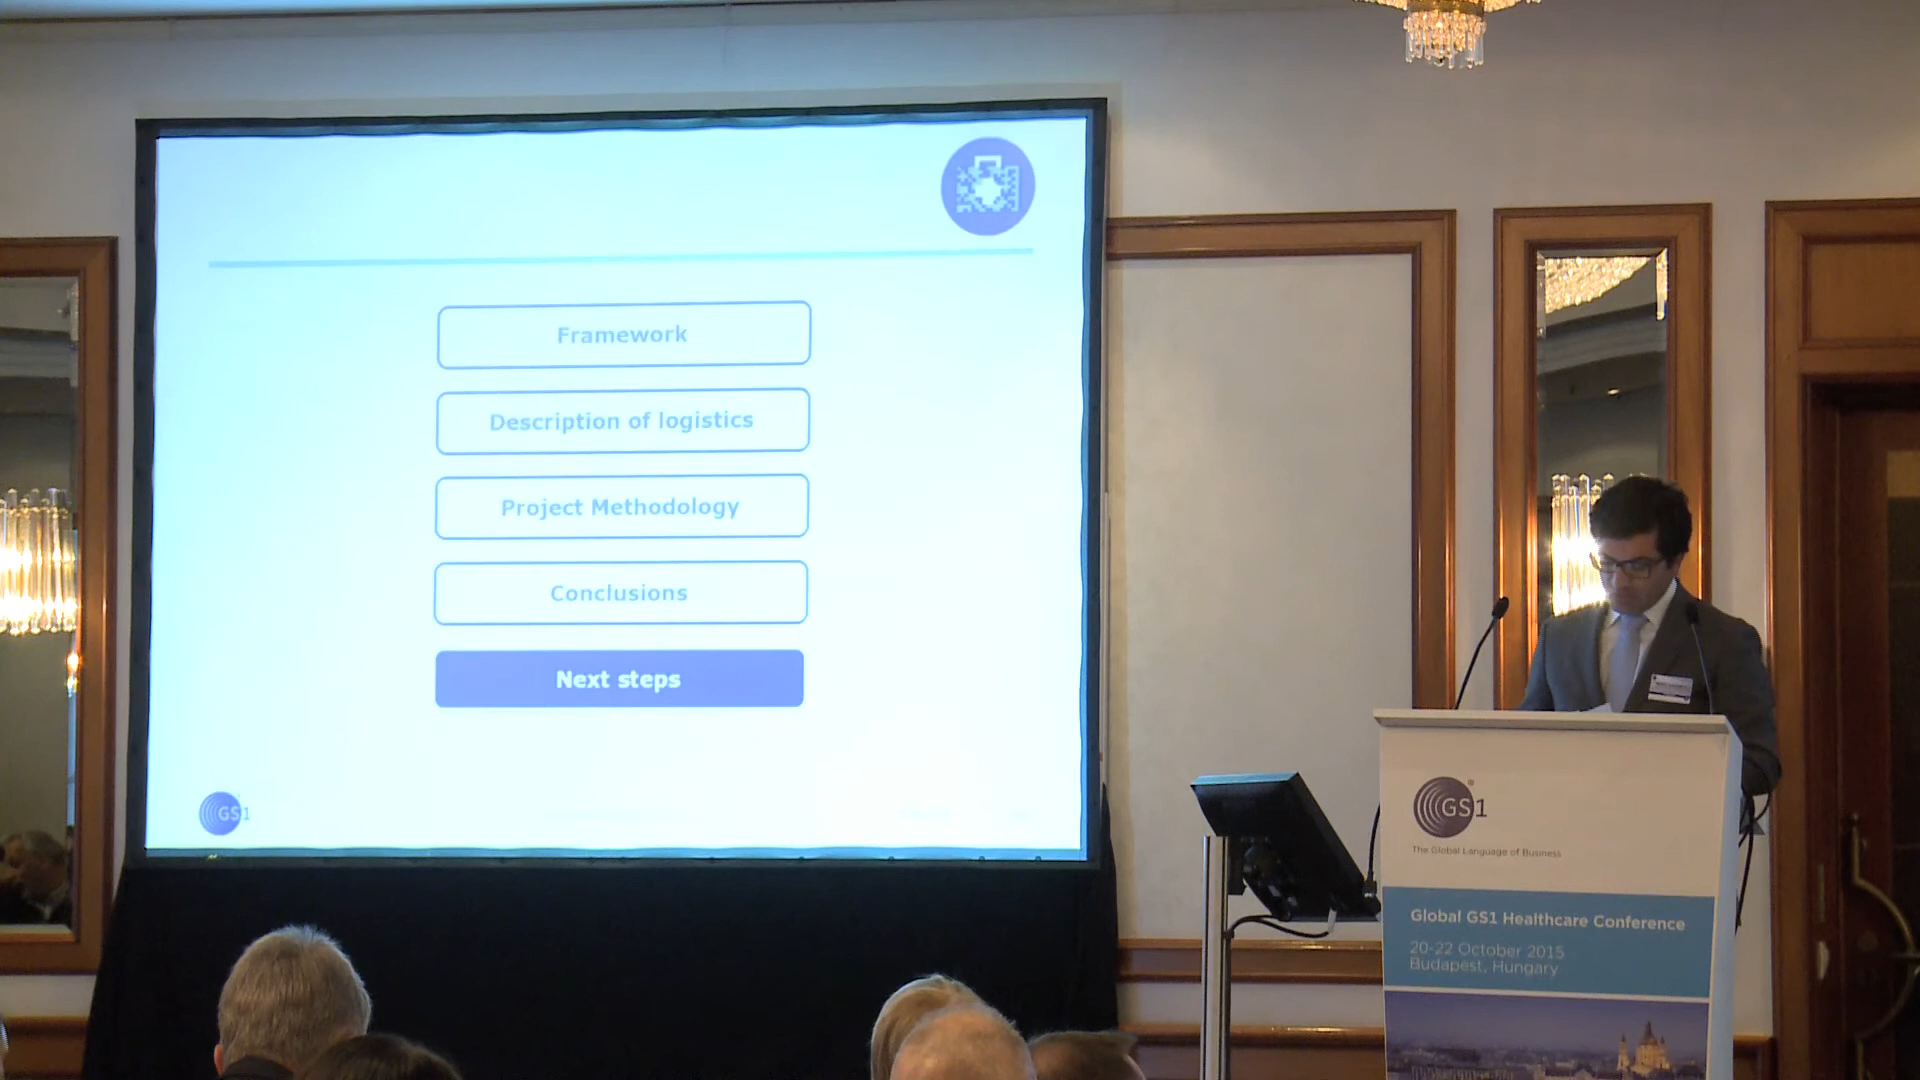 Framework
Description of logistics
Project Methodology
Conclusions
Next steps
GS1
GS1
The Global Language of Business
Global GS1 Healthcare Conference
20-22 October 2015
Budapest, Hungary